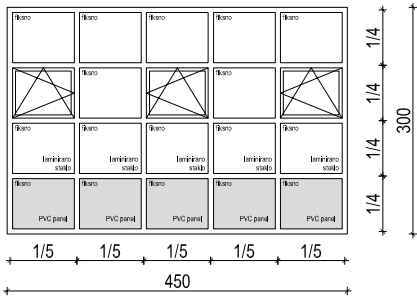 fiksno fiksno fiksno fiksno fiksno
1/4
fiksno fiksno
1/4
300
fiksno fiksno fiksno fiksno fiksno
laminirano laminirano laminirano laminirano laminirano
staklo staklo staklo staklo staklo
1/4
fiksno fiksno fiksno fiksno fiksno
PVC panel PVC panel PVC panel PVC panel PVC panel
1/4
1/5 1/5 1/5 1/5 1/5
450